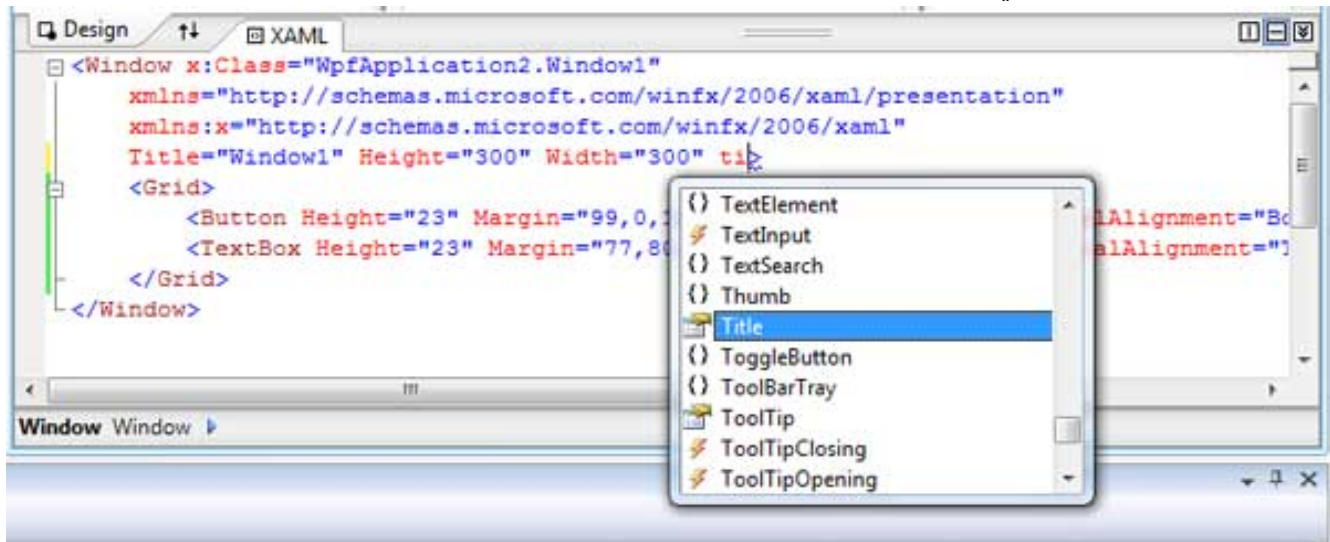 Design XAML
<Window x:Class="WpfApplication2.Window1"
xmlns="http://schemas.microsoft.com/winfx/2006/xaml/presentation"
xmlns:x="http://schemas.microsoft.com/winfx/2006/xaml"
Title="Window1" Height="300" Width="300" ti>
<Grid>
<Button Height="23" Margin="99,0,1 lAlignment="Bo
<TextBox Height="23" Margin="77,80 alAlignment="T
</Grid>
</Window>
{} TextElement
TextInput
{} TextSearch
{} Thumb
Title
{} ToggleButton
{} ToolBarTray
ToolTip
ToolTipClosing
ToolTipOpening
Window Window